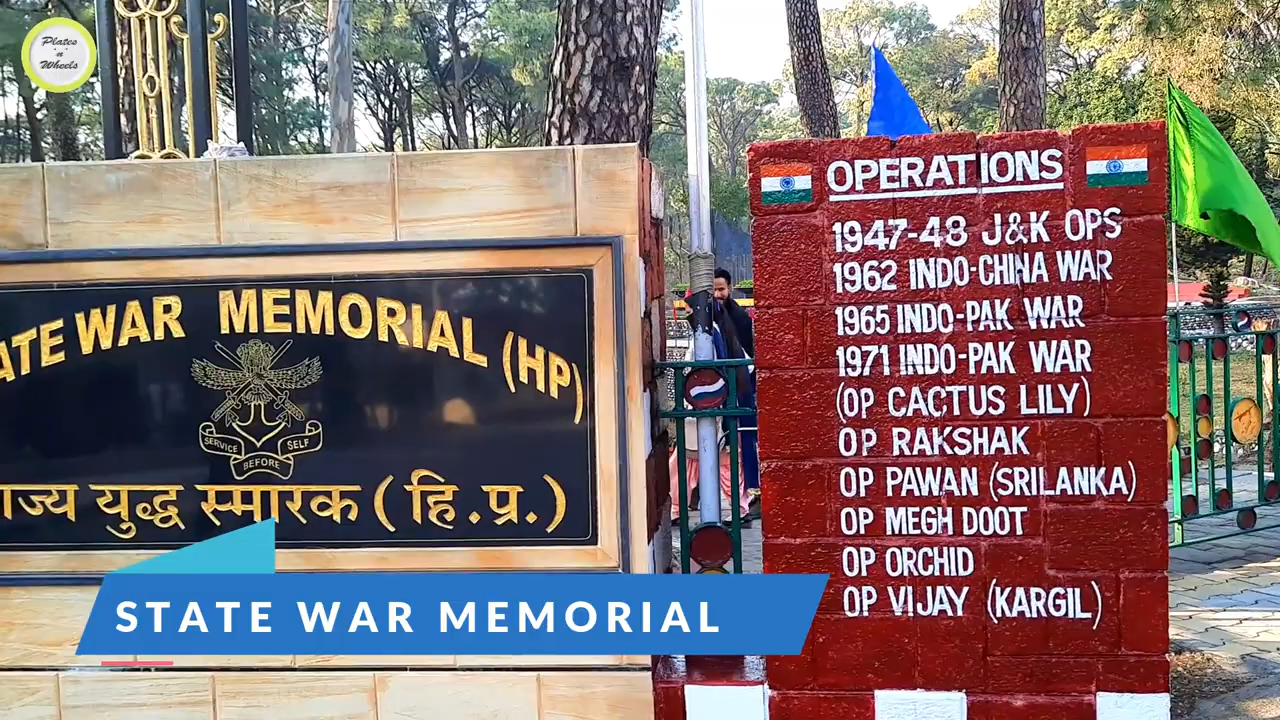 Plates
'n'
Wheels
ATE WAR MEMORIAL (HP)
SERVICE BEFORE SELF
ाज्य युद्ध स्मारक (हि.प्र.)
OPERATIONS
1947-48 J&K OPS
1962 INDO-CHINA WAR
1965 INDO-PAK WAR
1971 INDO-PAK WAR
(OP CACTUS LILY)
OP RAKSHAK
OP PAWAN (SRILANKA)
OP MEGH DOOT
OP ORCHID
OP VIJAY (KARGIL)
STATE WAR MEMORIAL